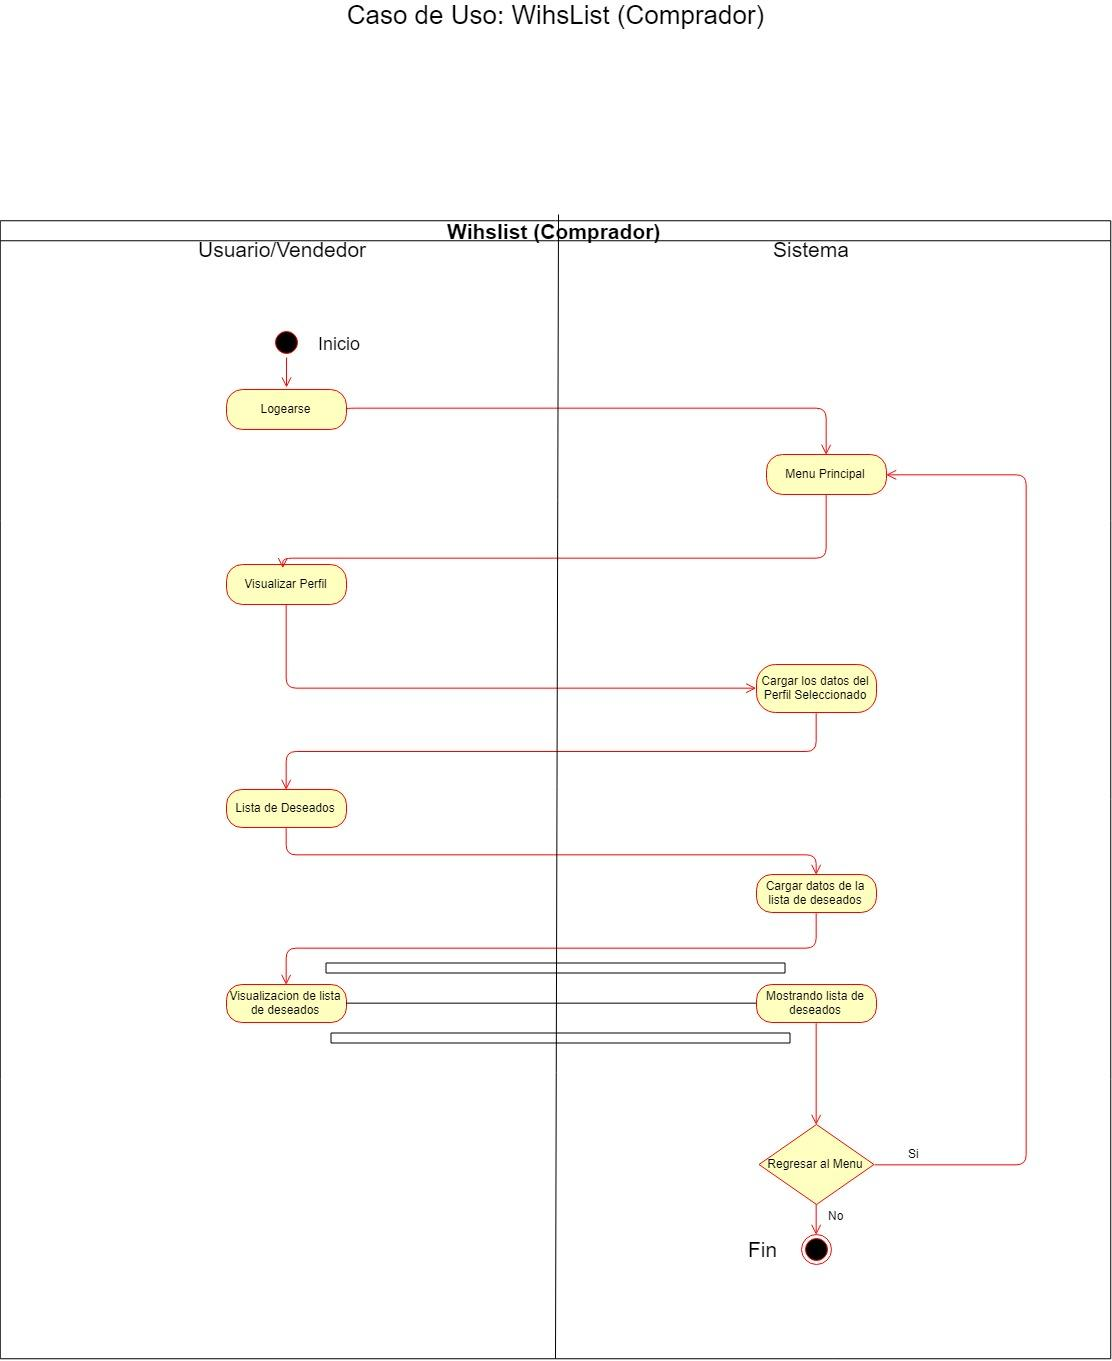 Caso de Uso: WihsList (Comprador)
Wihslist (Comprador)
Usuario/Vendedor
Sistema
Inicio
Logearse
Menu Principal
Visualizar Perfil
Cargar los datos del
Perfil Seleccionado
Lista de Deseados
Cargar datos de la
lista de deseados
Visualizacion de lista
de deseados
Mostrando lista de
deseados
Regresar al Menu
Si
No
Fin